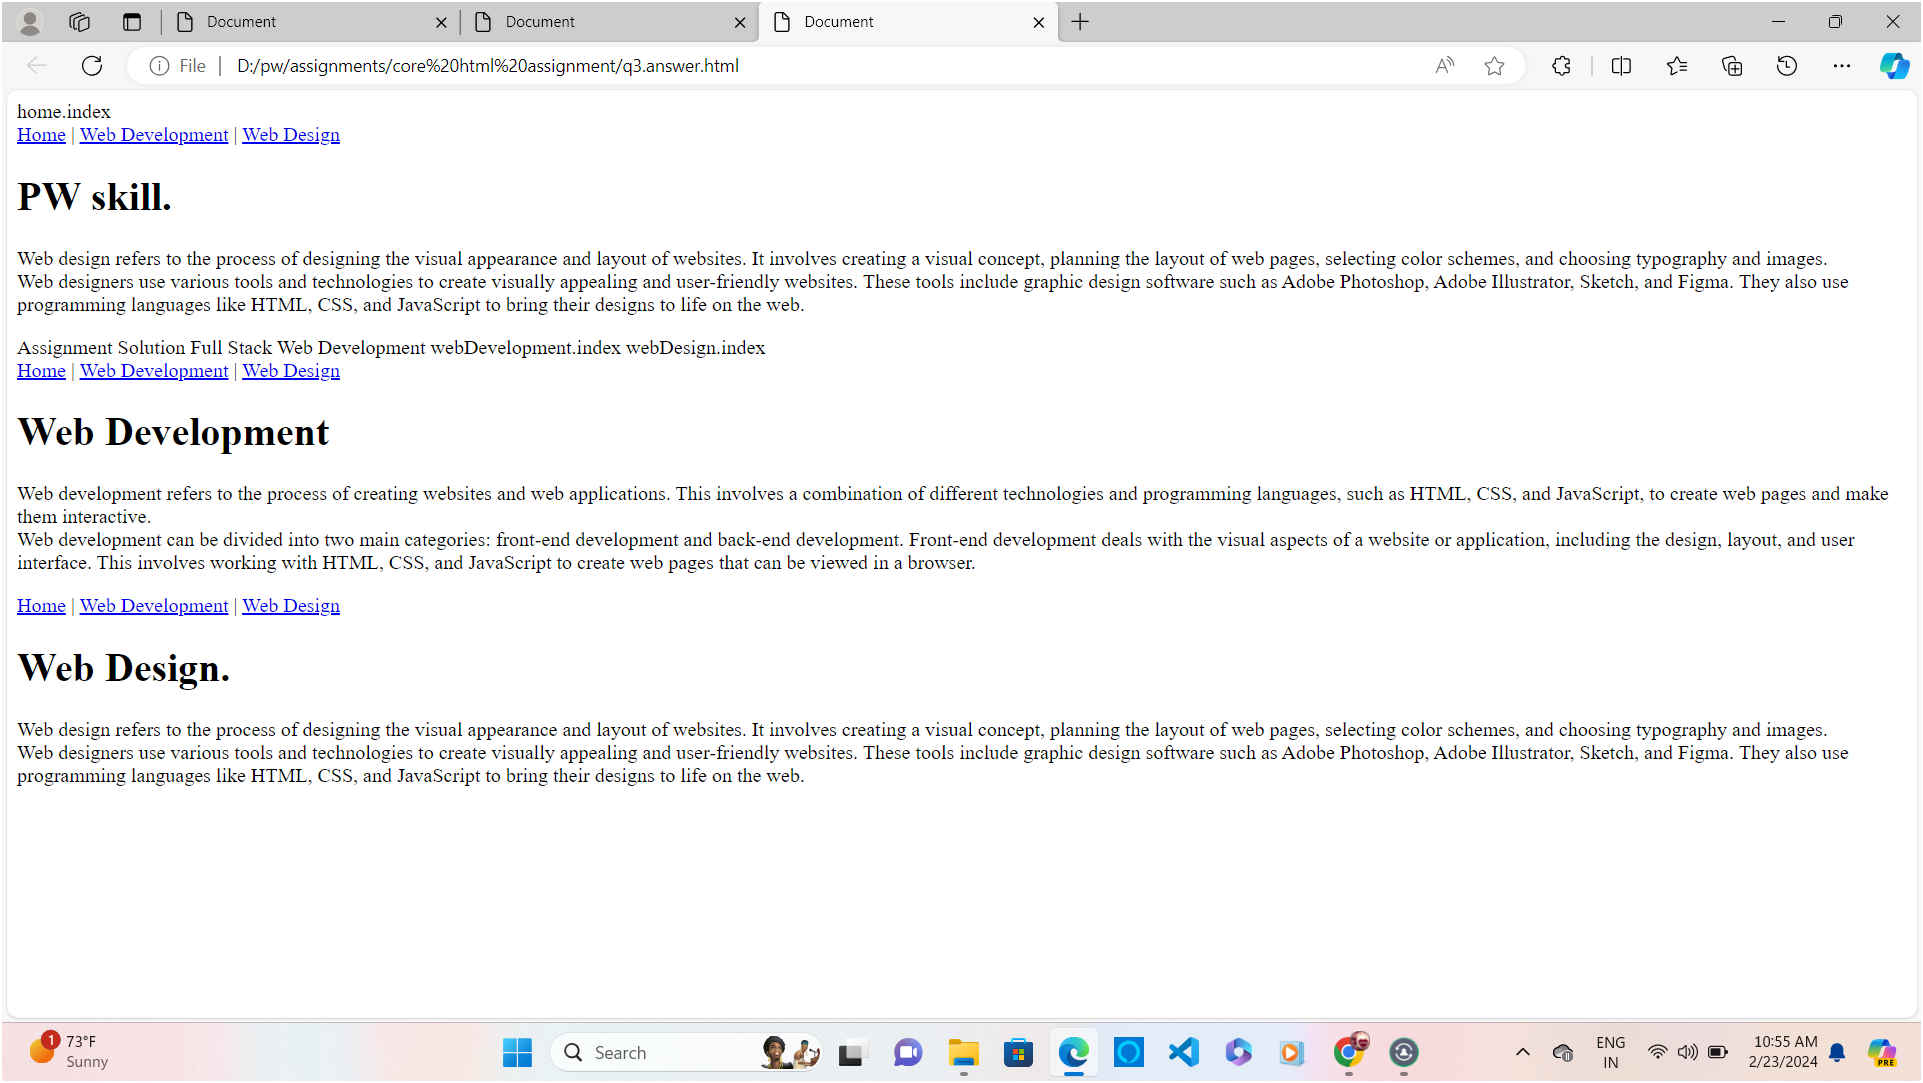 Document
Document
Document
File
D:/pw/assignments/core%20html%20assignment/q3.answer.html
home.index
Home | Web Development | Web Design
PW skill.
Web design refers to the process of designing the visual appearance and layout of websites. It involves creating a visual concept, planning the layout of web pages, selecting color schemes, and choosing typography and images.
Web designers use various tools and technologies to create visually appealing and user-friendly websites. These tools include graphic design software such as Adobe Photoshop, Adobe Illustrator, Sketch, and Figma. They also use
programming languages like HTML, CSS, and JavaScript to bring their designs to life on the web.
Assignment Solution Full Stack Web Development webDevelopment.index webDesign.index
Home | Web Development | Web Design
Web Development
Web development refers to the process of creating websites and web applications. This involves a combination of different technologies and programming languages, such as HTML, CSS, and JavaScript, to create web pages and make
them interactive.
Web development can be divided into two main categories: front-end development and back-end development. Front-end development deals with the visual aspects of a website or application, including the design, layout, and user
interface. This involves working with HTML, CSS, and JavaScript to create web pages that can be viewed in a browser.
Home | Web Development | Web Design
Web Design.
Web design refers to the process of designing the visual appearance and layout of websites. It involves creating a visual concept, planning the layout of web pages, selecting color schemes, and choosing typography and images.
Web designers use various tools and technologies to create visually appealing and user-friendly websites. These tools include graphic design software such as Adobe Photoshop, Adobe Illustrator, Sketch, and Figma. They also use
programming languages like HTML, CSS, and JavaScript to bring their designs to life on the web.
1
73°F
Sunny
Search
ENG
IN
10:55 AM
2/23/2024
PRE